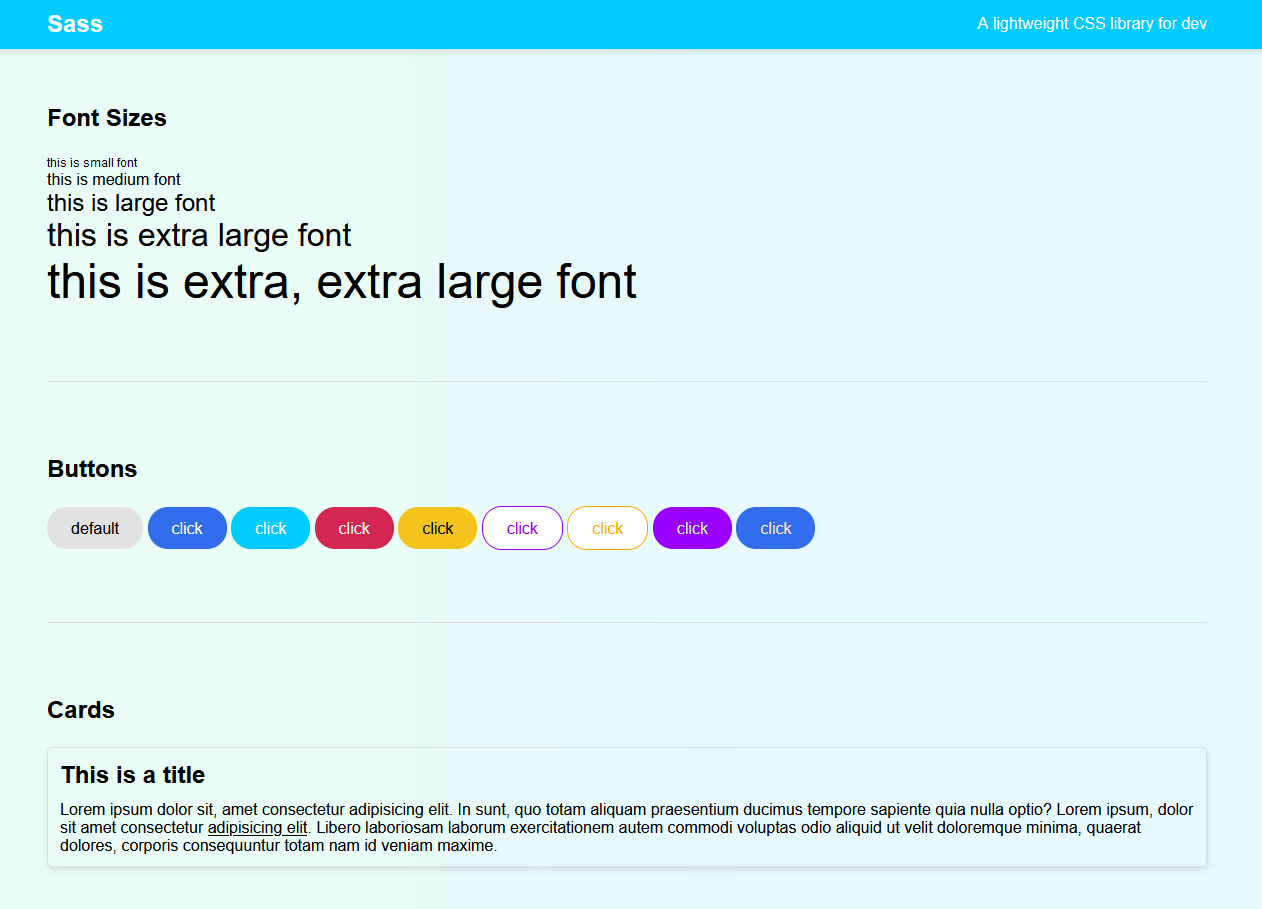 Sass
A lightweight CSS library for dev
Font Sizes
this is small font
this is medium font
this is large font
this is extra large font
this is extra, extra large font
Buttons
default click click click click click click click click
Cards
This is a title
Lorem ipsum dolor sit, amet consectetur adipisicing elit. In sunt, quo totam aliquam praesentium ducimus tempore sapiente quia nulla optio? Lorem ipsum, dolor
sit amet consectetur adipisicing elit. Libero laboriosam laborum exercitationem autem commodi voluptas odio aliquid ut velit doloremque minima, quaerat
dolores, corporis consequuntur totam nam id veniam maxime.